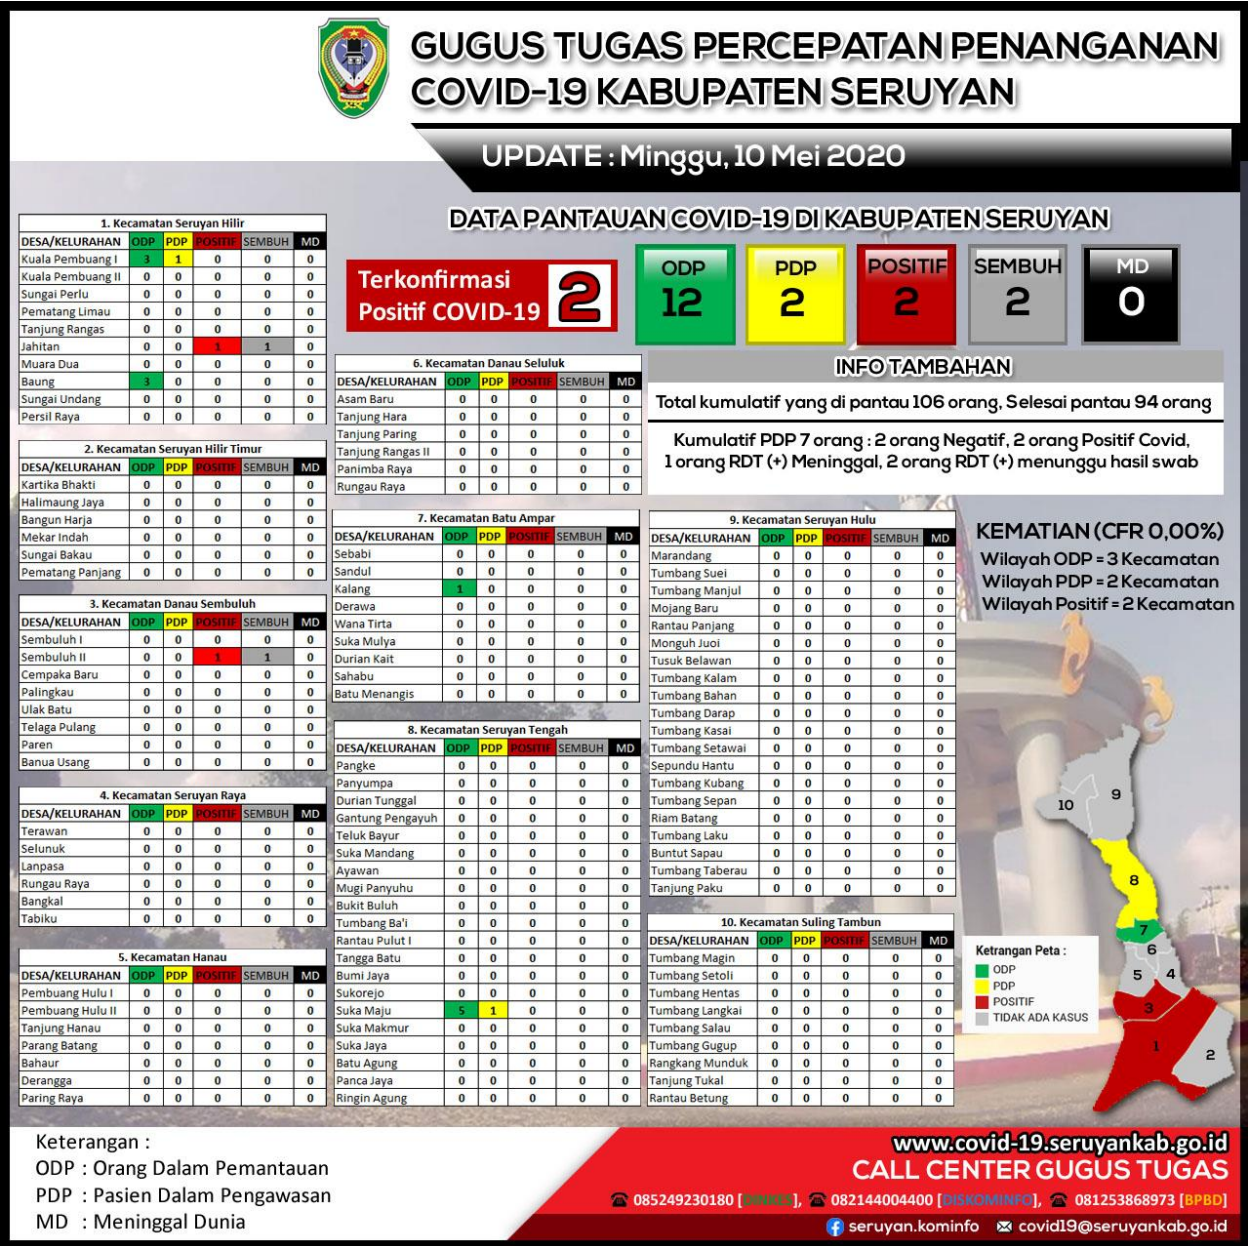 GUGUS TUGAS PERCEPATAN PENANGANAN
COVID-19 KABUPATEN SERUYAN
UPDATE : Minggu, 10 Mei 2020
DATA PANTAUAN COVID-19 DI KABUPATEN SERUYAN
Terkonfirmasi
Positif COVID-19 2
ODP 12
PDP 2
POSITIF 2
SEMBUH 2
MD 0
INFO TAMBAHAN
Total kumulatif yang di pantau 106 orang, Selesai pantau 94 orang
Kumulatif PDP 7 orang : 2 orang Negatif, 2 orang Positif Covid,
1 orang RDT (+) Meninggal, 2 orang RDT (+) menunggu hasil swab
1. Kecamatan Seruyan Hilir
DESA/KELURAHAN ODP PDP POSITIF SEMBUH MD
Kuala Pembuang I 3 1 0 0 0
Kuala Pembuang II 0 0 0 0 0
Sungai Perlu 0 0 0 0 0
Pematang Limau 0 0 0 0 0
Tanjung Rangas 0 0 0 0 0
Jahitan 0 0 1 1 0
Muara Dua 0 0 0 0 0
Baung 3 0 0 0 0
Sungai Undang 0 0 0 0 0
Persil Raya 0 0 0 0 0
2. Kecamatan Seruyan Hilir Timur
DESA/KELURAHAN ODP PDP POSITIF SEMBUH MD
Kartika Bhakti 0 0 0 0 0
Halimaung Jaya 0 0 0 0 0
Bangun Harja 0 0 0 0 0
Mekar Indah 0 0 0 0 0
Sungai Bakau 0 0 0 0 0
Pematang Panjang 0 0 0 0 0
3. Kecamatan Danau Sembuluh
DESA/KELURAHAN ODP PDP POSITIF SEMBUH MD
Sembuluh I 0 0 0 0 0
Sembuluh II 0 0 1 1 0
Cempaka Baru 0 0 0 0 0
Palingkau 0 0 0 0 0
Ulak Batu 0 0 0 0 0
Telaga Pulang 0 0 0 0 0
Paren 0 0 0 0 0
Banua Usang 0 0 0 0 0
4. Kecamatan Seruyan Raya
DESA/KELURAHAN ODP PDP POSITIF SEMBUH MD
Terawan 0 0 0 0 0
Selunuk 0 0 0 0 0
Lanpasa 0 0 0 0 0
Rungau Raya 0 0 0 0 0
Bangkal 0 0 0 0 0
Tabiku 0 0 0 0 0
5. Kecamatan Hanau
DESA/KELURAHAN ODP PDP POSITIF SEMBUH MD
Pembuang Hulu I 0 0 0 0 0
Pembuang Hulu II 0 0 0 0 0
Tanjung Hanau 0 0 0 0 0
Parang Batang 0 0 0 0 0
Bahaur 0 0 0 0 0
Derangga 0 0 0 0 0
Paring Raya 0 0 0 0 0
6. Kecamatan Danau Seluluk
DESA/KELURAHAN ODP PDP POSITIF SEMBUH MD
Asam Baru 0 0 0 0 0
Tanjung Hara 0 0 0 0 0
Tanjung Paring 0 0 0 0 0
Tanjung Rangas II 0 0 0 0 0
Panimba Raya 0 0 0 0 0
Rungau Raya 0 0 0 0 0
7. Kecamatan Batu Ampar
DESA/KELURAHAN ODP PDP POSITIF SEMBUH MD
Sebabi 0 0 0 0 0
Sandul 0 0 0 0 0
Kalang 1 0 0 0 0
Derawa 0 0 0 0 0
Wana Tirta 0 0 0 0 0
Suka Mulya 0 0 0 0 0
Durian Kait 0 0 0 0 0
Sahabu 0 0 0 0 0
Batu Menangis 0 0 0 0 0
8. Kecamatan Seruyan Tengah
DESA/KELURAHAN ODP PDP POSITIF SEMBUH MD
Pangke 0 0 0 0 0
Panyumpa 0 0 0 0 0
Durian Tunggal 0 0 0 0 0
Gantung Pengayuh 0 0 0 0 0
Teluk Bayur 0 0 0 0 0
Suka Mandang 0 0 0 0 0
Ayawan 0 0 0 0 0
Mugi Panyuhu 0 0 0 0 0
Bukit Buluh 0 0 0 0 0
Tumbang Ba'i 0 0 0 0 0
Rantau Pulut I 0 0 0 0 0
Tangga Batu 0 0 0 0 0
Bumi Jaya 0 0 0 0 0
Sukorejo 0 0 0 0 0
Suka Maju 5 1 0 0 0
Suka Makmur 0 0 0 0 0
Suka Jaya 0 0 0 0 0
Batu Agung 0 0 0 0 0
Panca Jaya 0 0 0 0 0
Ringin Agung 0 0 0 0 0
9. Kecamatan Seruyan Hulu
DESA/KELURAHAN ODP PDP POSITIF SEMBUH MD
Marandang 0 0 0 0 0
Tumbang Suei 0 0 0 0 0
Tumbang Manjul 0 0 0 0 0
Mojang Baru 0 0 0 0 0
Rantau Panjang 0 0 0 0 0
Monguh Juoi 0 0 0 0 0
Tusuk Belawan 0 0 0 0 0
Tumbang Kalam 0 0 0 0 0
Tumbang Bahan 0 0 0 0 0
Tumbang Darap 0 0 0 0 0
Tumbang Kasai 0 0 0 0 0
Tumbang Setawai 0 0 0 0 0
Sepundu Hantu 0 0 0 0 0
Tumbang Kubang 0 0 0 0 0
Tumbang Sepan 0 0 0 0 0
Riam Batang 0 0 0 0 0
Tumbang Laku 0 0 0 0 0
Buntut Sapau 0 0 0 0 0
Tumbang Taberau 0 0 0 0 0
Tanjung Paku 0 0 0 0 0
10. Kecamatan Suling Tambun
DESA/KELURAHAN ODP PDP POSITIF SEMBUH MD
Tumbang Magin 0 0 0 0 0
Tumbang Setoli 0 0 0 0 0
Tumbang Hentas 0 0 0 0 0
Tumbang Langkai 0 0 0 0 0
Tumbang Salau 0 0 0 0 0
Tumbang Gugup 0 0 0 0 0
Rangkang Munduk 0 0 0 0 0
Tanjung Tukal 0 0 0 0 0
Rantau Betung 0 0 0 0 0
KEMATIAN (CFR 0,00%)
Wilayah ODP = 3 Kecamatan
Wilayah PDP = 2 Kecamatan
Wilayah Positif = 2 Kecamatan
9
10
8
7
6
5 4
3
1
2
Ketrangan Peta :
ODP
PDP
POSITIF
TIDAK ADA KASUS
Keterangan :
ODP : Orang Dalam Pemantauan
PDP : Pasien Dalam Pengawasan
MD : Meninggal Dunia
www.covid-19.seruyankab.go.id
CALL CENTER GUGUS TUGAS
085249230180 [DINKES], 082144004400 [DISKOMINFO], 081253868973 [BPBD]
seruyan.kominfo covid19@seruyankab.go.id